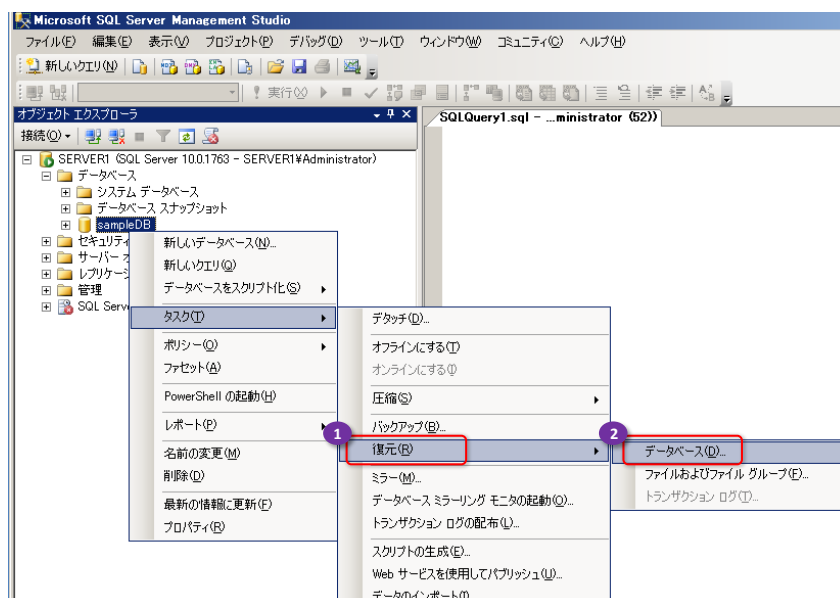 Microsoft SQL Server Management Studio
ファイル(F) 編集(E) 表示(V) プロジェクト(P) デバッグ(D) ツール(T) ウィンドウ(W) コミュニティ(C) ヘルプ(H)
新しいクエリ(N)
実行(X)
オブジェクト エクスプローラ
SQLQuery1.sql - ...ministrator (52))
接続(O)
SERVER1 (SQL Server 10.0.1763 - SERVER1¥Administrator)
データベース
システム データベース
データベース スナップショット
sampleDB
セキュリティ
サーバー
レプリケーシ
管理
SQL Serv
新しいデータベース(N)...
新しいクエリ(Q)
データベースをスクリプト化(S)
タスク(T)
ポリシー(O)
ファセット(A)
PowerShell の起動(H)
レポート(P)
名前の変更(M)
削除(D)
最新の情報に更新(F)
プロパティ(R)
デタッチ(D)...
オフラインにする(T)
オンラインにする(I)
圧縮(S)
バックアップ(B)...
1
復元(R)
ミラー(M)...
データベース ミラーリング モニタの起動(O)...
トランザクション ログの配布(L)...
スクリプトの生成(E)...
Web サービスを使用してパブリッシュ(U)...
データのインポート(I)
2
データベース(D)...
ファイルおよびファイル グループ(F)...
トランザクション ログ(T)...